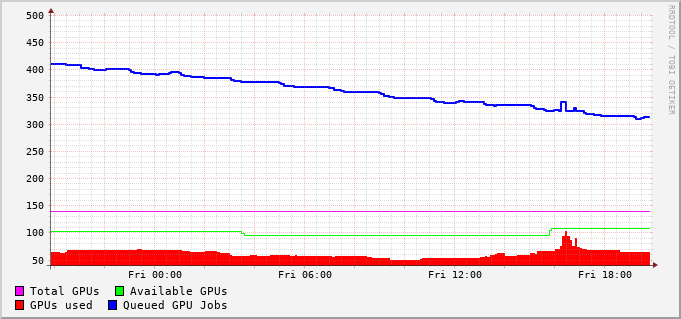 500
450
400
350
300
250
200
150
100
50
Fri 00:00 Fri 06:00 Fri 12:00 Fri 18:00
Total GPUs Available GPUs
GPUs used Queued GPU Jobs
RRDTOOL / TOBI OETIKER